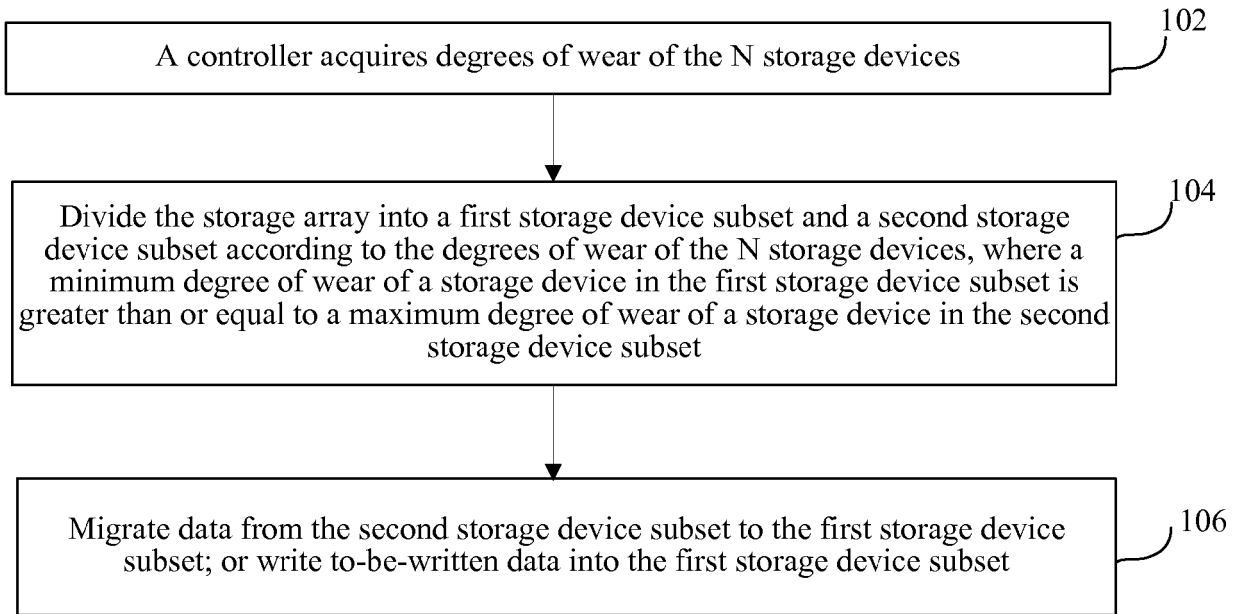 102
A controller acquires degrees of wear of the N storage devices
104
Divide the storage array into a first storage device subset and a second storage
device subset according to the degrees of wear of the N storage devices, where a
minimum degree of wear of a storage device in the first storage device subset is
greater than or equal to a maximum degree of wear of a storage device in the second
storage device subset
106
Migrate data from the second storage device subset to the first storage device
subset; or write to-be-written data into the first storage device subset